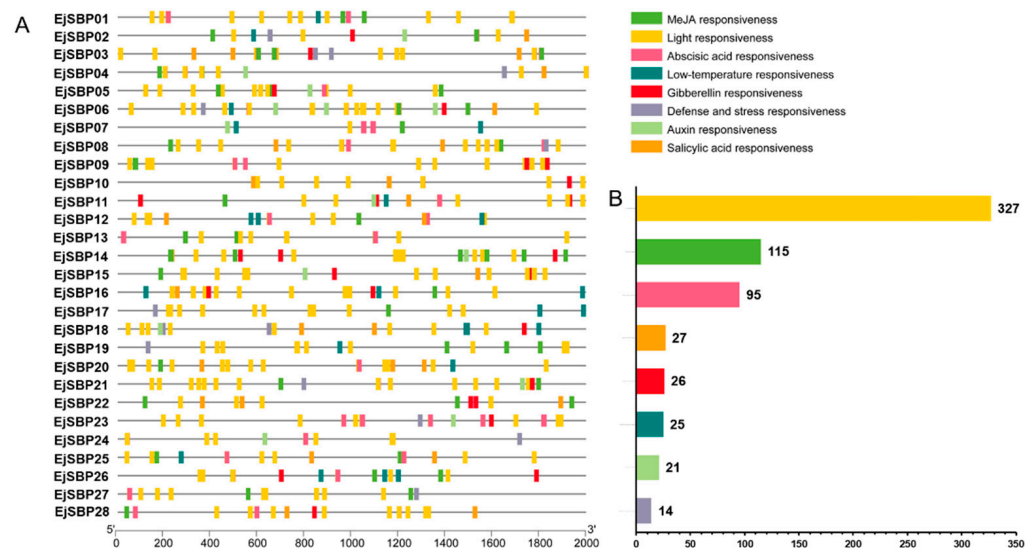 A
EjSBP01
EjSBP02
EjSBP03
EjSBP04
EjSBP05
EjSBP06
EjSBP07
EjSBP08
EjSBP09
EjSBP10
EjSBP11
EjSBP12
EjSBP13
EjSBP14
EjSBP15
EjSBP16
EjSBP17
EjSBP18
EjSBP19
EjSBP20
EjSBP21
EjSBP22
EjSBP23
EjSBP24
EjSBP25
EjSBP26
EjSBP27
EjSBP28
5' 3'
0 200 400 600 800 1000 1200 1400 1600 1800 2000
MeJA responsiveness
Light responsiveness
Abscisic acid responsiveness
Low-temperature responsiveness
Gibberellin responsiveness
Defense and stress responsiveness
Auxin responsiveness
Salicylic acid responsiveness
B
327
115
95
27
26
25
21
14
0 50 100 150 200 250 300 350